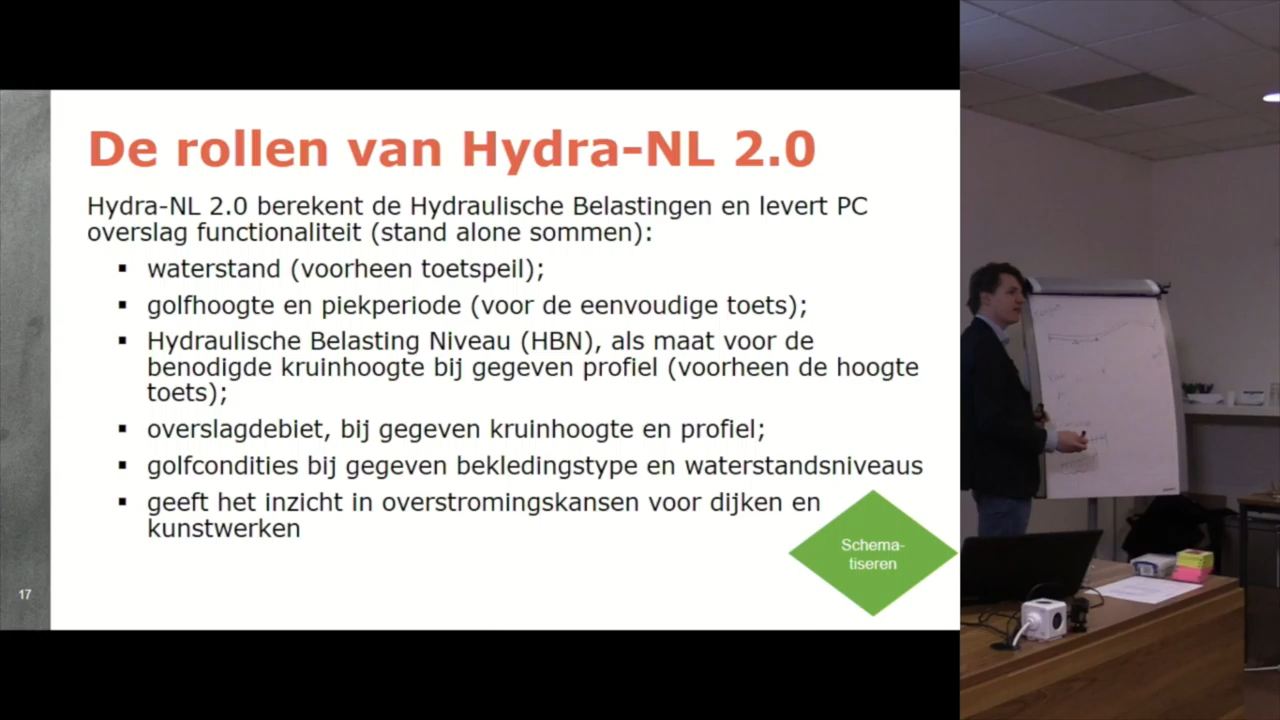 De rollen van Hydra-NL 2.0
Hydra-NL 2.0 berekent de Hydraulische Belastingen en levert PC
overslag functionaliteit (stand alone sommen):
▪ waterstand (voorheen toetspeil);
▪ golfhoogte en piekperiode (voor de eenvoudige toets);
▪ Hydraulische Belasting Niveau (HBN), als maat voor de
benodigde kruinhoogte bij gegeven profiel (voorheen de hoogte
toets);
▪ overslagdebiet, bij gegeven kruinhoogte en profiel;
▪ golfcondities bij gegeven bekledingstype en waterstandsniveaus
▪ geeft het inzicht in overstromingskansen voor dijken en
kunstwerken
Schema-
tiseren
17